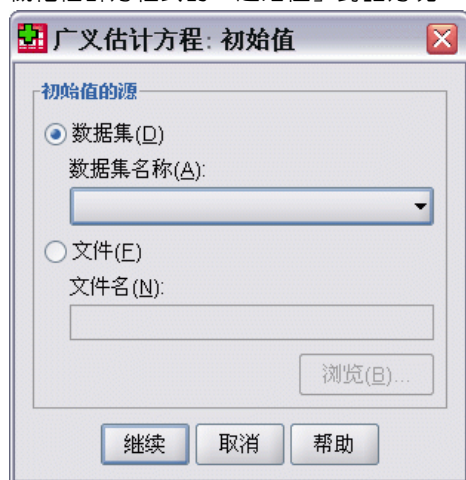 广义估计方程: 初始值
初始值的源
数据集(D)
数据集名称(A):
文件(F)
文件名(N):
浏览(B)...
继续 取消 帮助